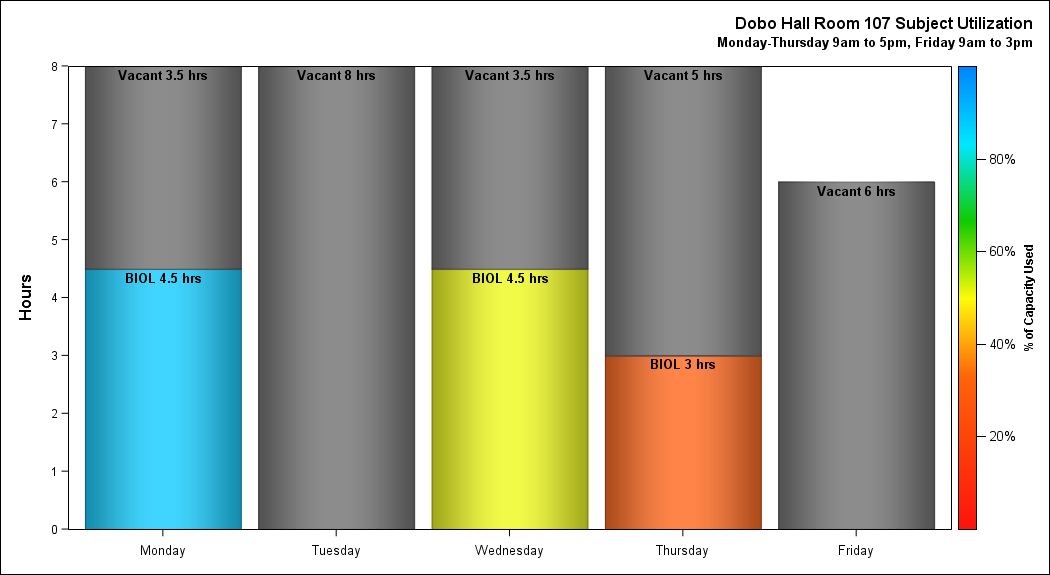 Dobo Hall Room 107 Subject Utilization
Monday-Thursday 9am to 5pm, Friday 9am to 3pm
8
7
6
5
4
3
2
1
0
Hours
Vacant 3.5 hrs
Vacant 8 hrs
Vacant 3.5 hrs
Vacant 5 hrs
Vacant 6 hrs
BIOL 4.5 hrs
BIOL 4.5 hrs
BIOL 3 hrs
Monday
Tuesday
Wednesday
Thursday
Friday
80%
60%
40%
20%
% of Capacity Used